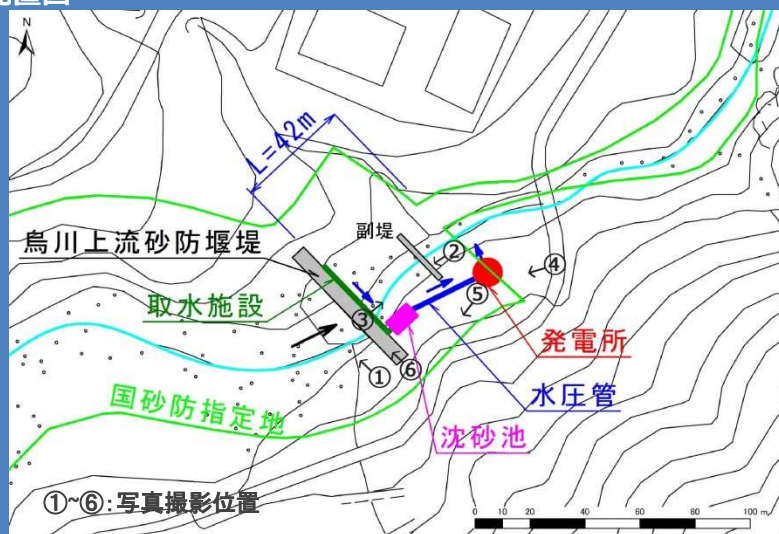 N
L=42m
副堤
烏川上流砂防堰堤
②
④
取水施設
⑤
③
発電所
①
⑥
水圧管
国砂防指定地
沈砂池
①~⑥:写真撮影位置
0 20 40 60 80 100 m